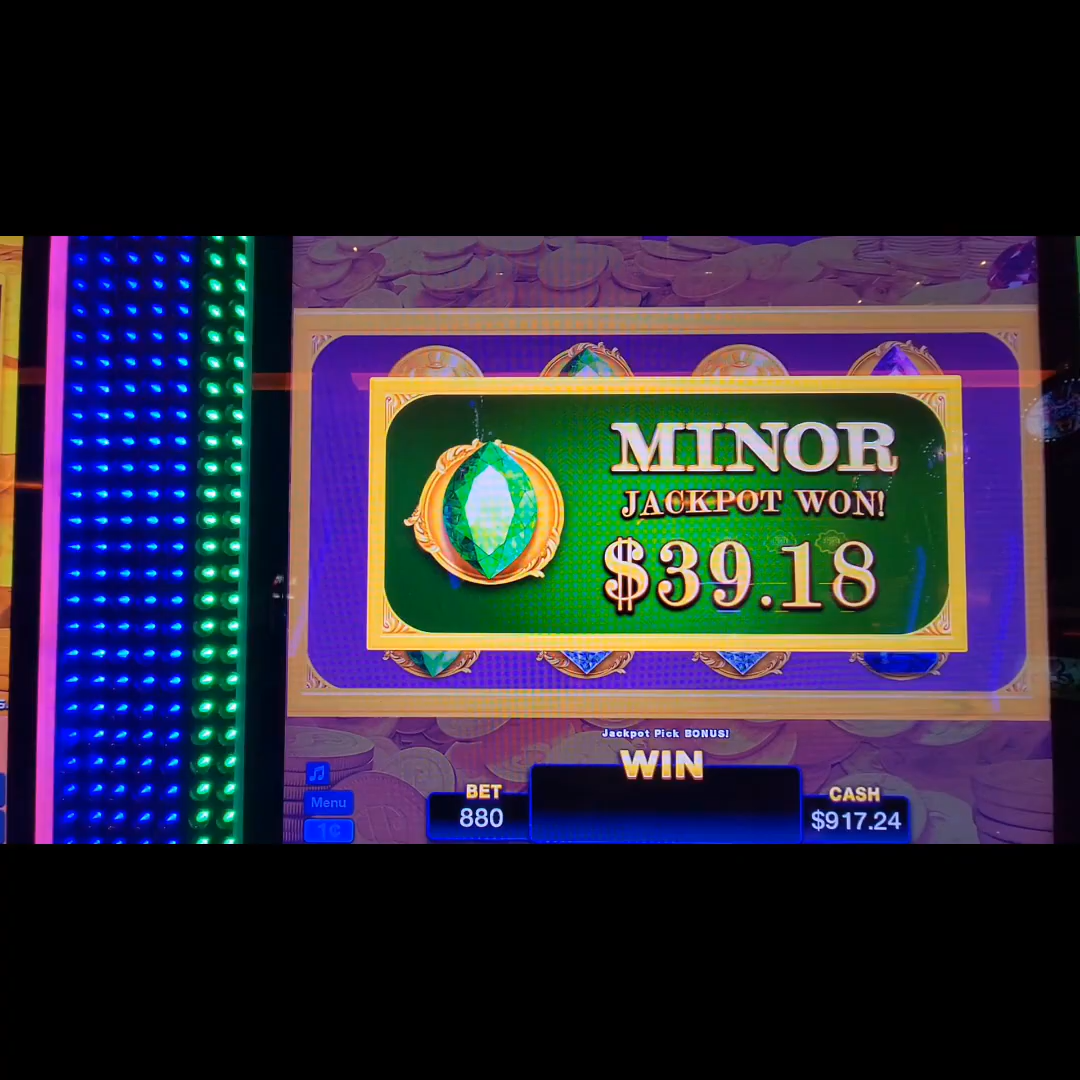 MINOR
JACKPOT WON!
$39.18
Jackpot Pick BONUS!
WIN
BET
880
CASH
$917.24
Menu
1¢